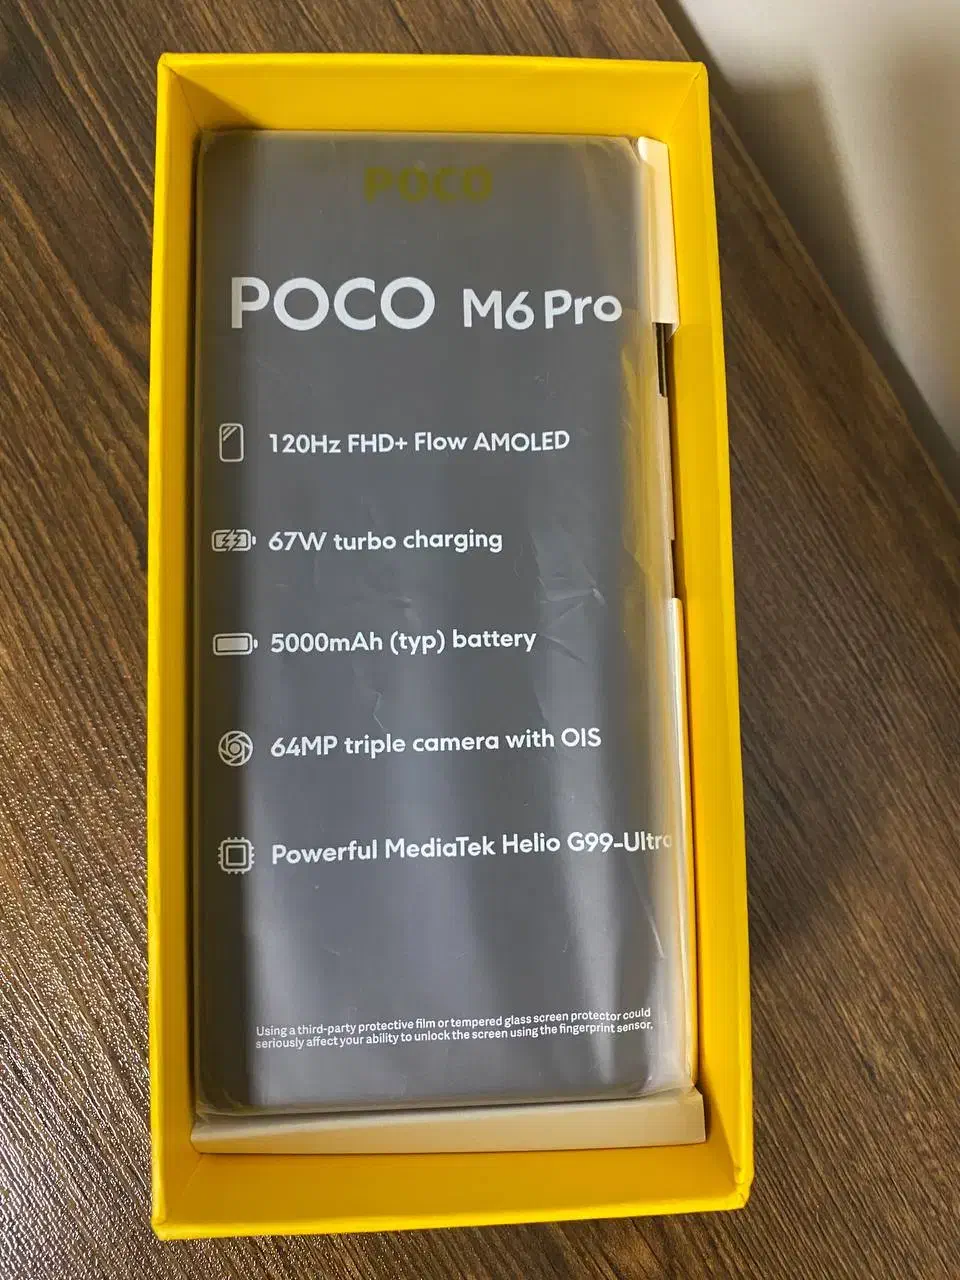 POCO
POCO M6 Pro
120Hz FHD+ Flow AMOLED
67W turbo charging
5000mAh (typ) battery
64MP triple camera with OIS
Powerful MediaTek Helio G99-Ultra
Using a third-party protective film or tempered glass screen protector could
seriously affect your ability to unlock the screen using the fingerprint sensor.